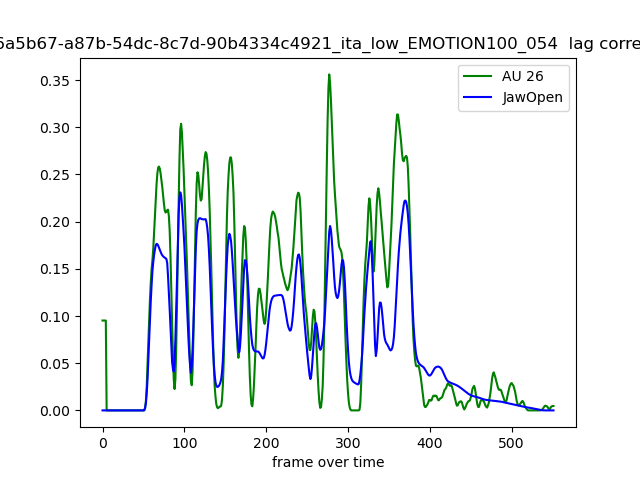 6a5b67-a87b-54dc-8c7d-90b4334c4921_ita_low_EMOTION100_054 lag corre
AU 26
JawOpen
0.35
0.30
0.25
0.20
0.15
0.10
0.05
0.00
0 100 200 300 400 500
frame over time